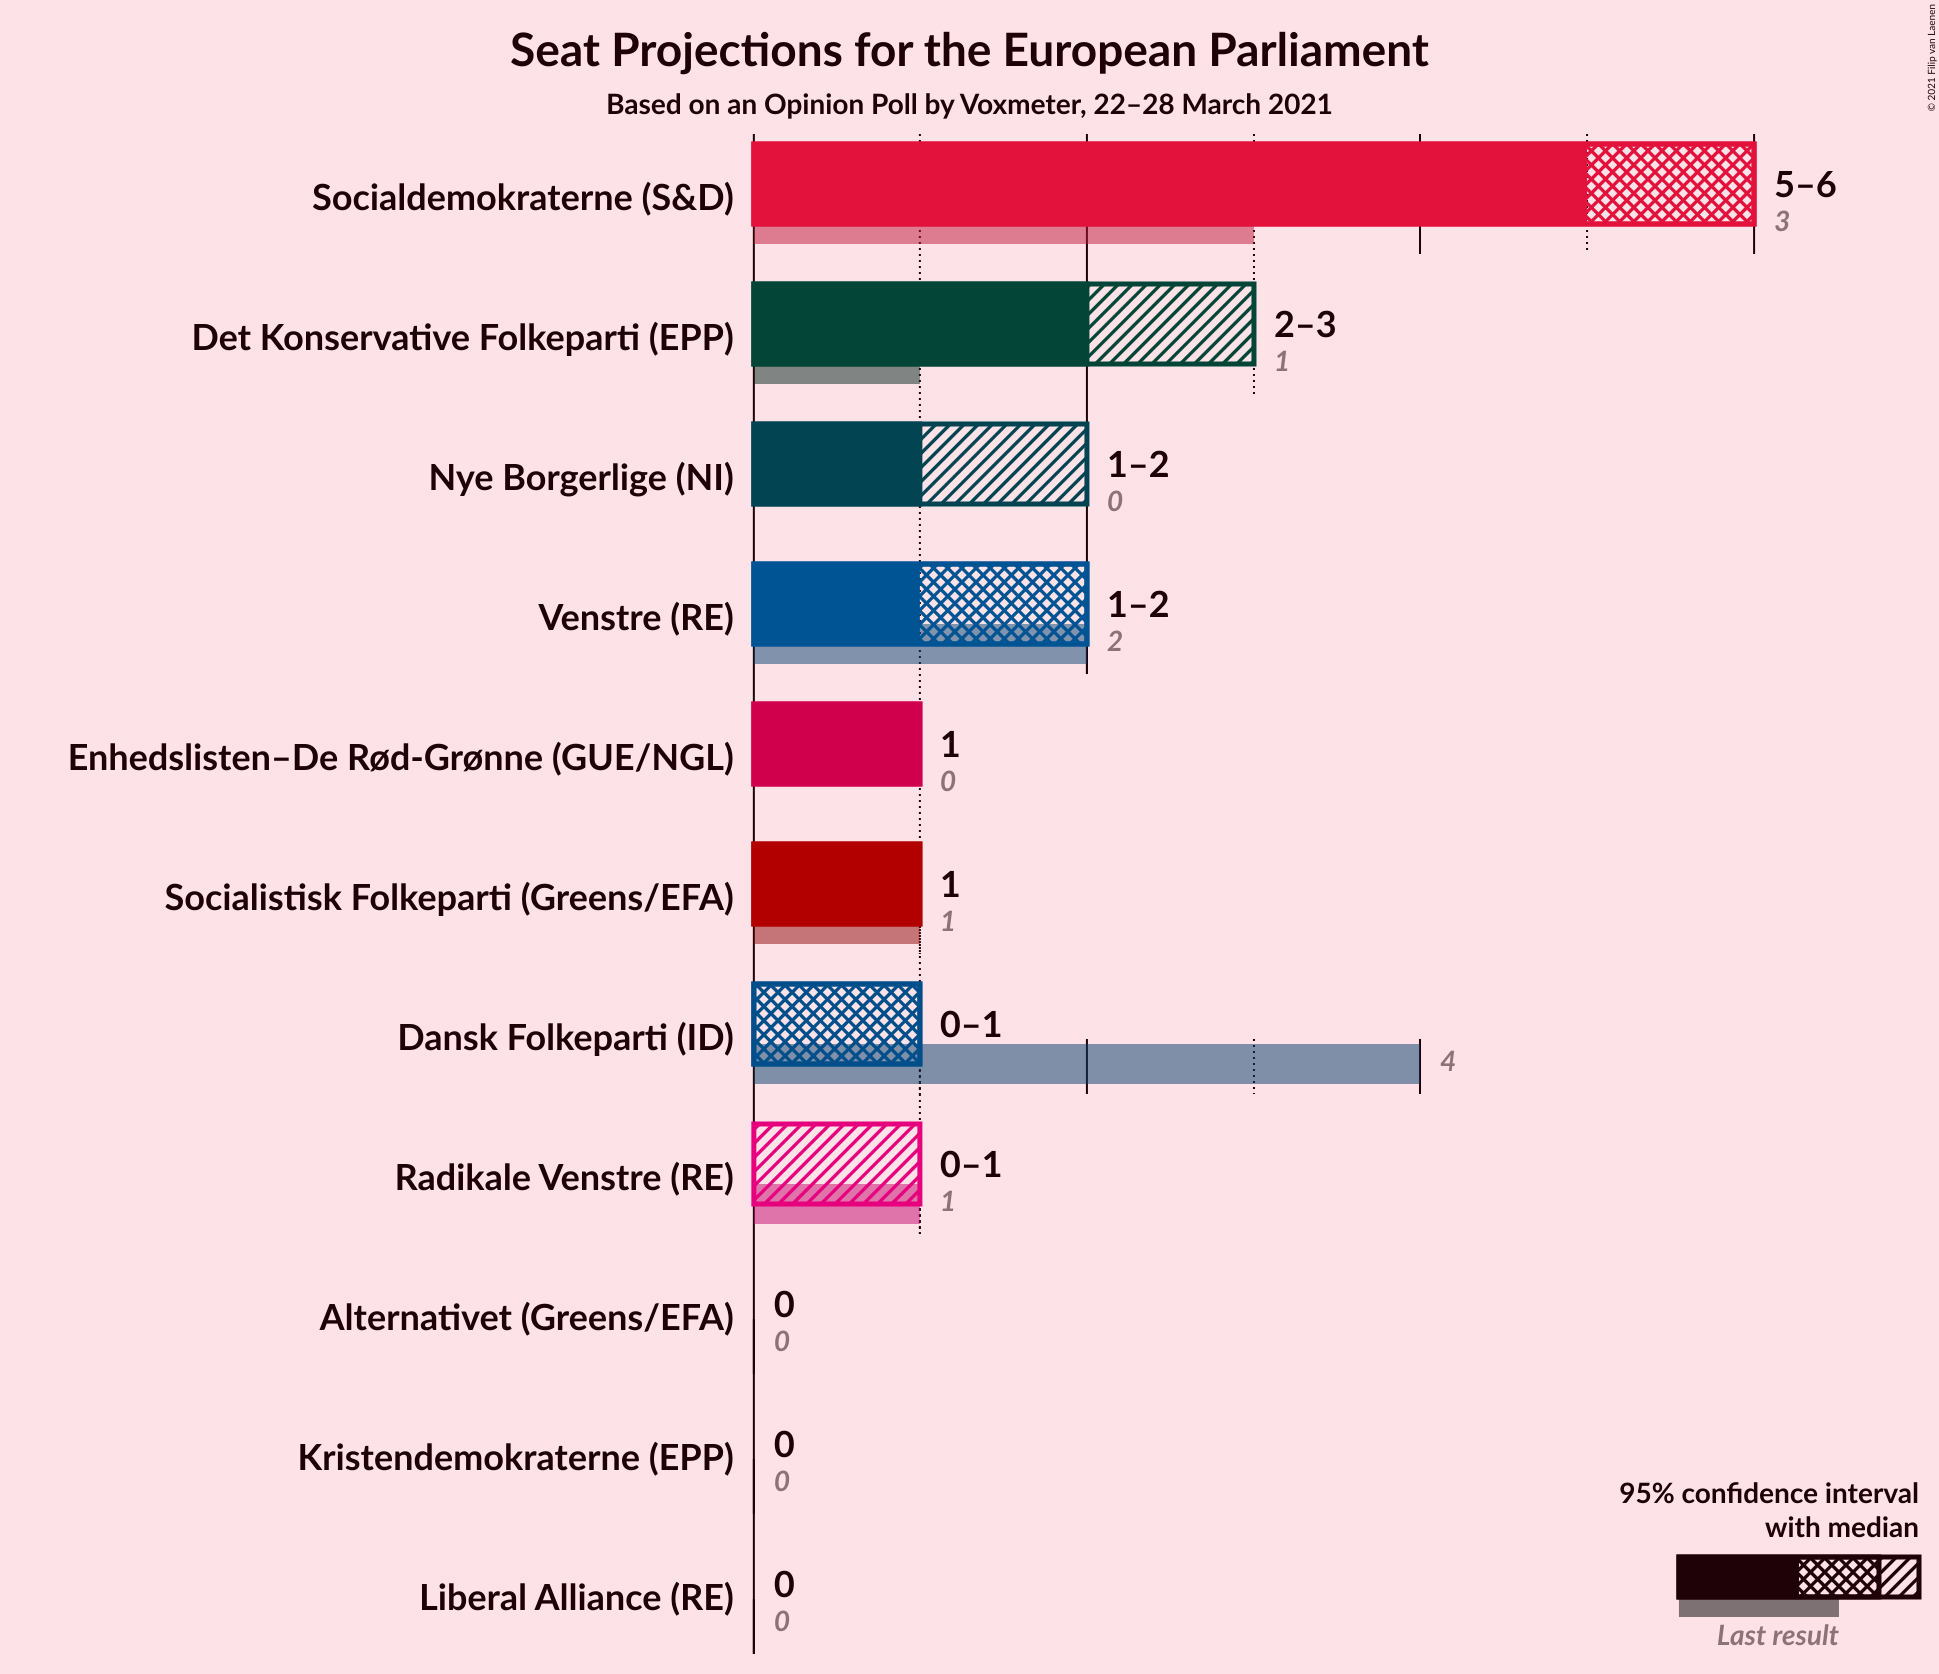 Seat Projections for the European Parliament
Based on an Opinion Poll by Voxmeter, 22–28 March 2021
© 2021 Filip van Laenen
Socialdemokraterne (S&D)
5–6
3
Det Konservative Folkeparti (EPP)
2–3
1
Nye Borgerlige (NI)
1–2
0
Venstre (RE)
1–2
2
Enhedslisten–De Rød-Grønne (GUE/NGL)
1
0
Socialistisk Folkeparti (Greens/EFA)
1
1
Dansk Folkeparti (ID)
0–1
4
Radikale Venstre (RE)
0–1
1
Alternativet (Greens/EFA)
0
0
Kristendemokraterne (EPP)
0
0
Liberal Alliance (RE)
0
0
95% confidence interval
with median
Last result